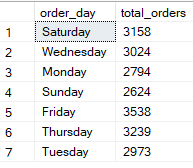 order_day total_orders
1 Saturday 3158
2 Wednesday 3024
3 Monday 2794
4 Sunday 2624
5 Friday 3538
6 Thursday 3239
7 Tuesday 2973